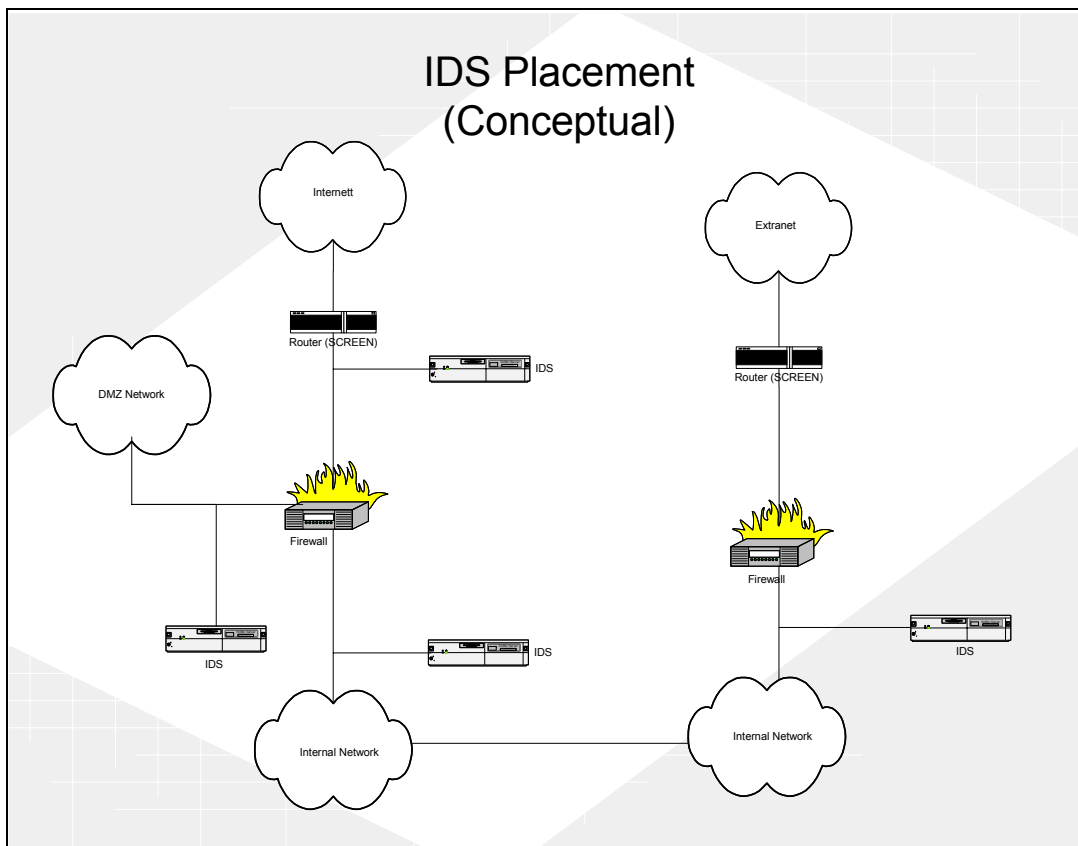 IDS Placement
(Conceptual)
Internett
Extranet
Router (SCREEN)
IDS
Router (SCREEN)
DMZ Network
Firewall
Firewall
IDS
IDS
IDS
Internal Network
Internal Network